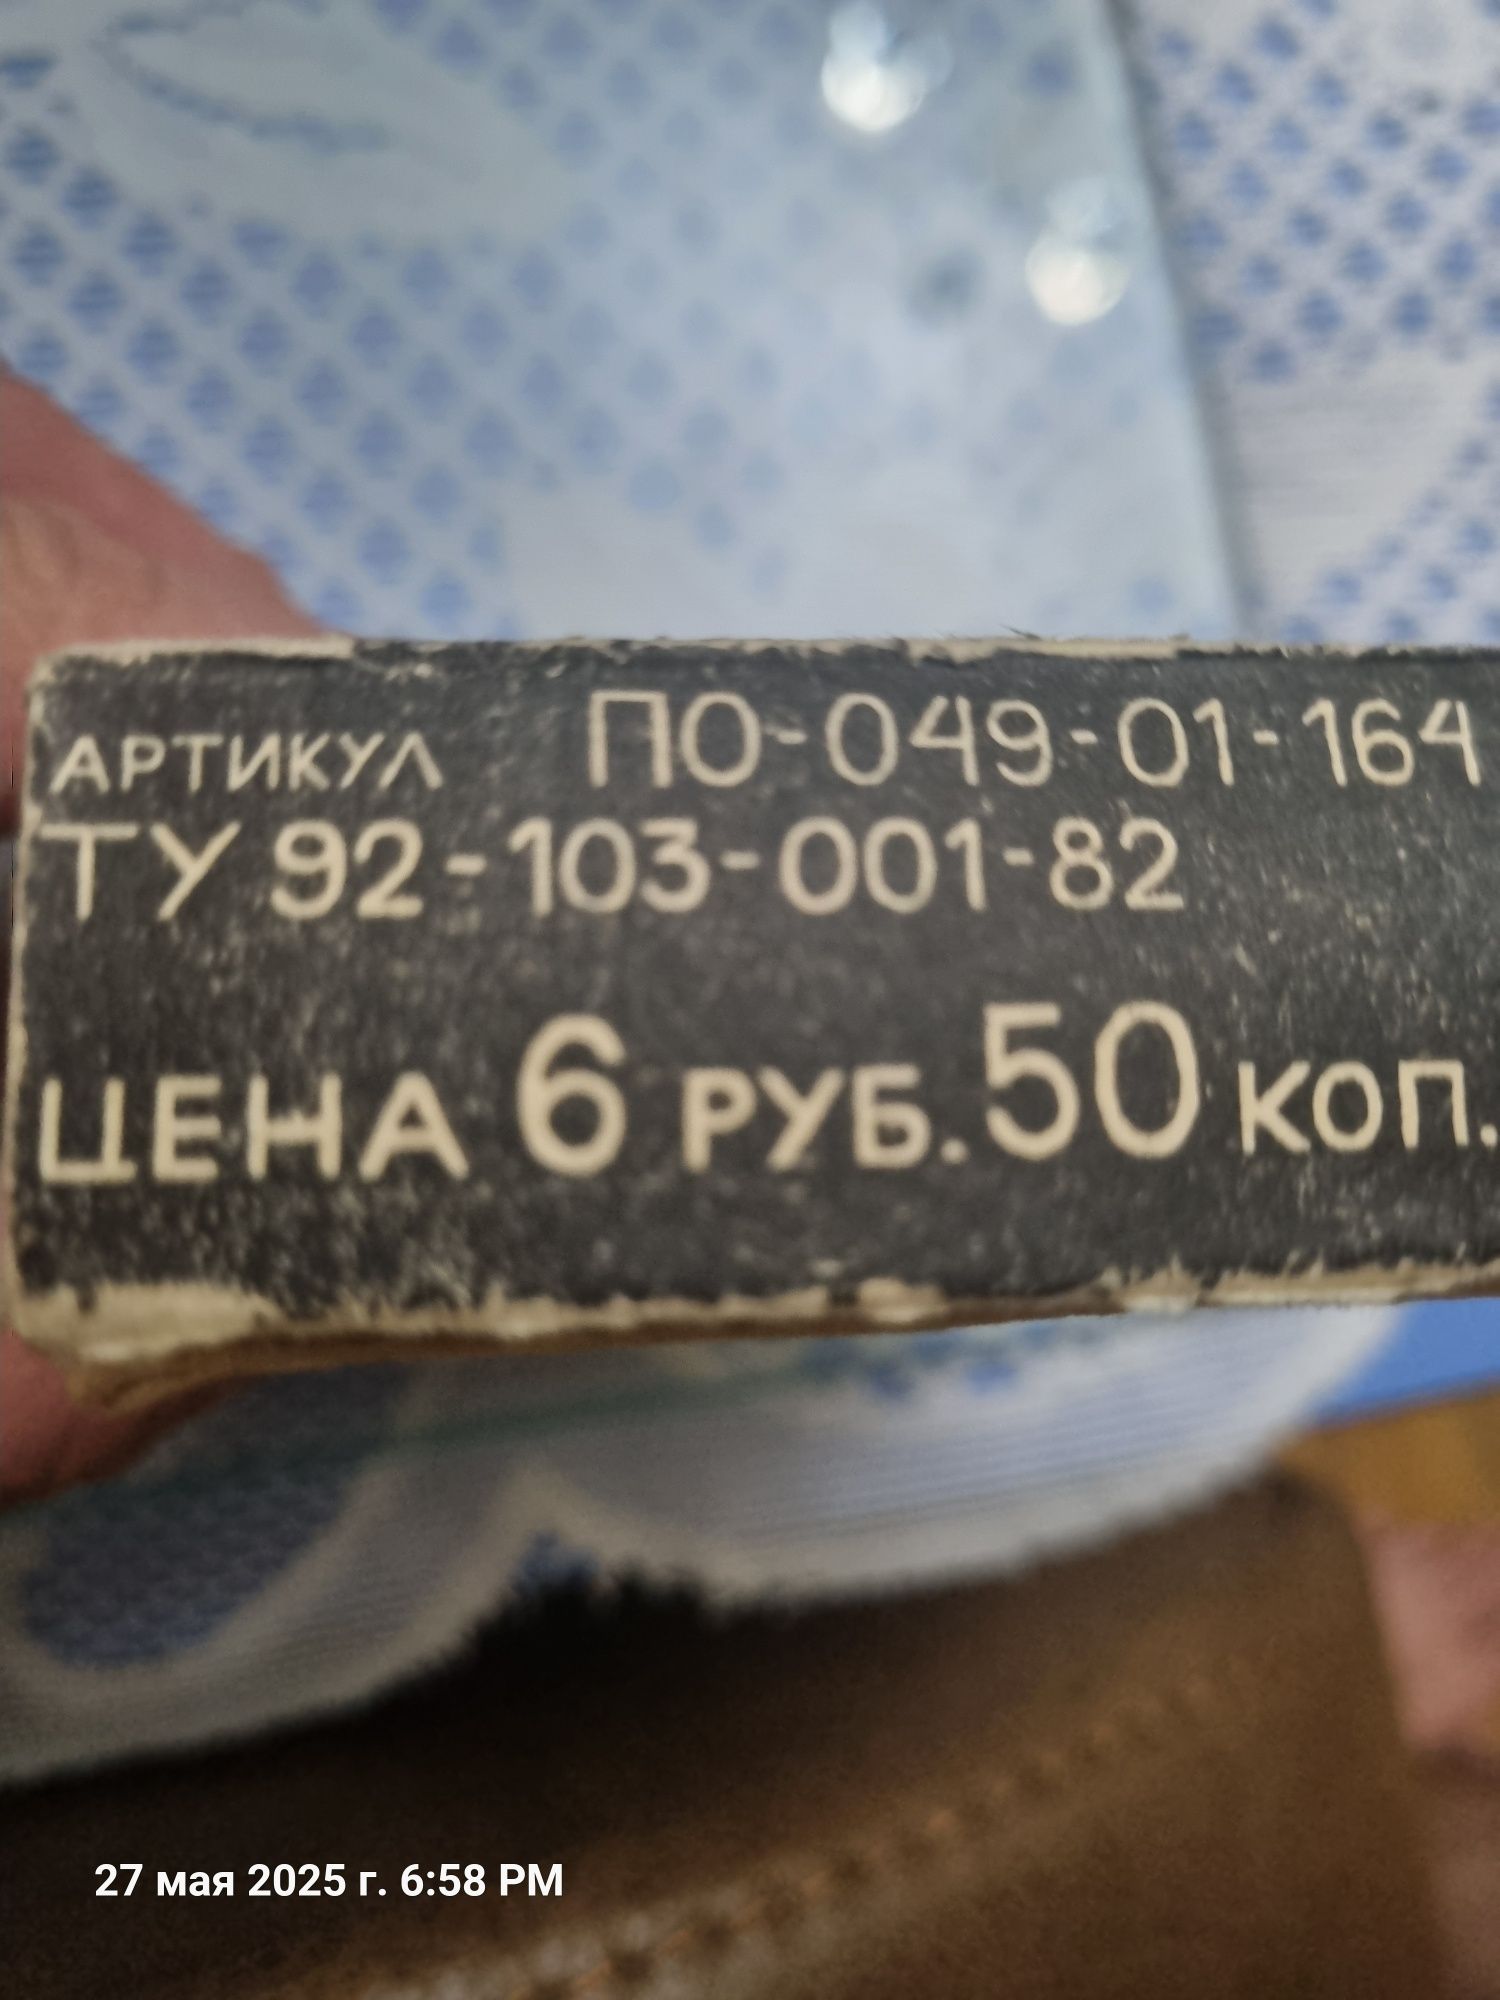 АРТИКУЛ ПО-049-01-164
ТУ 92-103-001-82
ЦЕНА 6 РУБ. 50 КОП.
27 мая 2025 г. 6:58 PM